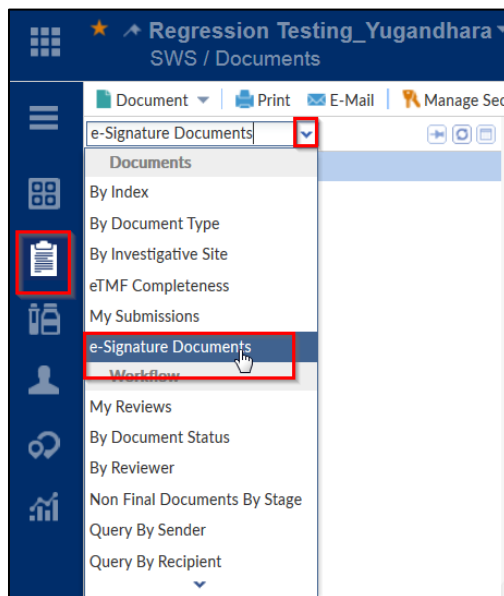 Regression Testing_Yugandhara
SWS / Documents
Document Print E-Mail Manage Sec
e-Signature Documents
Documents
By Index
By Document Type
By Investigative Site
eTMF Completeness
My Submissions
e-Signature Documents
Workflow
My Reviews
By Document Status
By Reviewer
Non Final Documents By Stage
Query By Sender
Query By Recipient